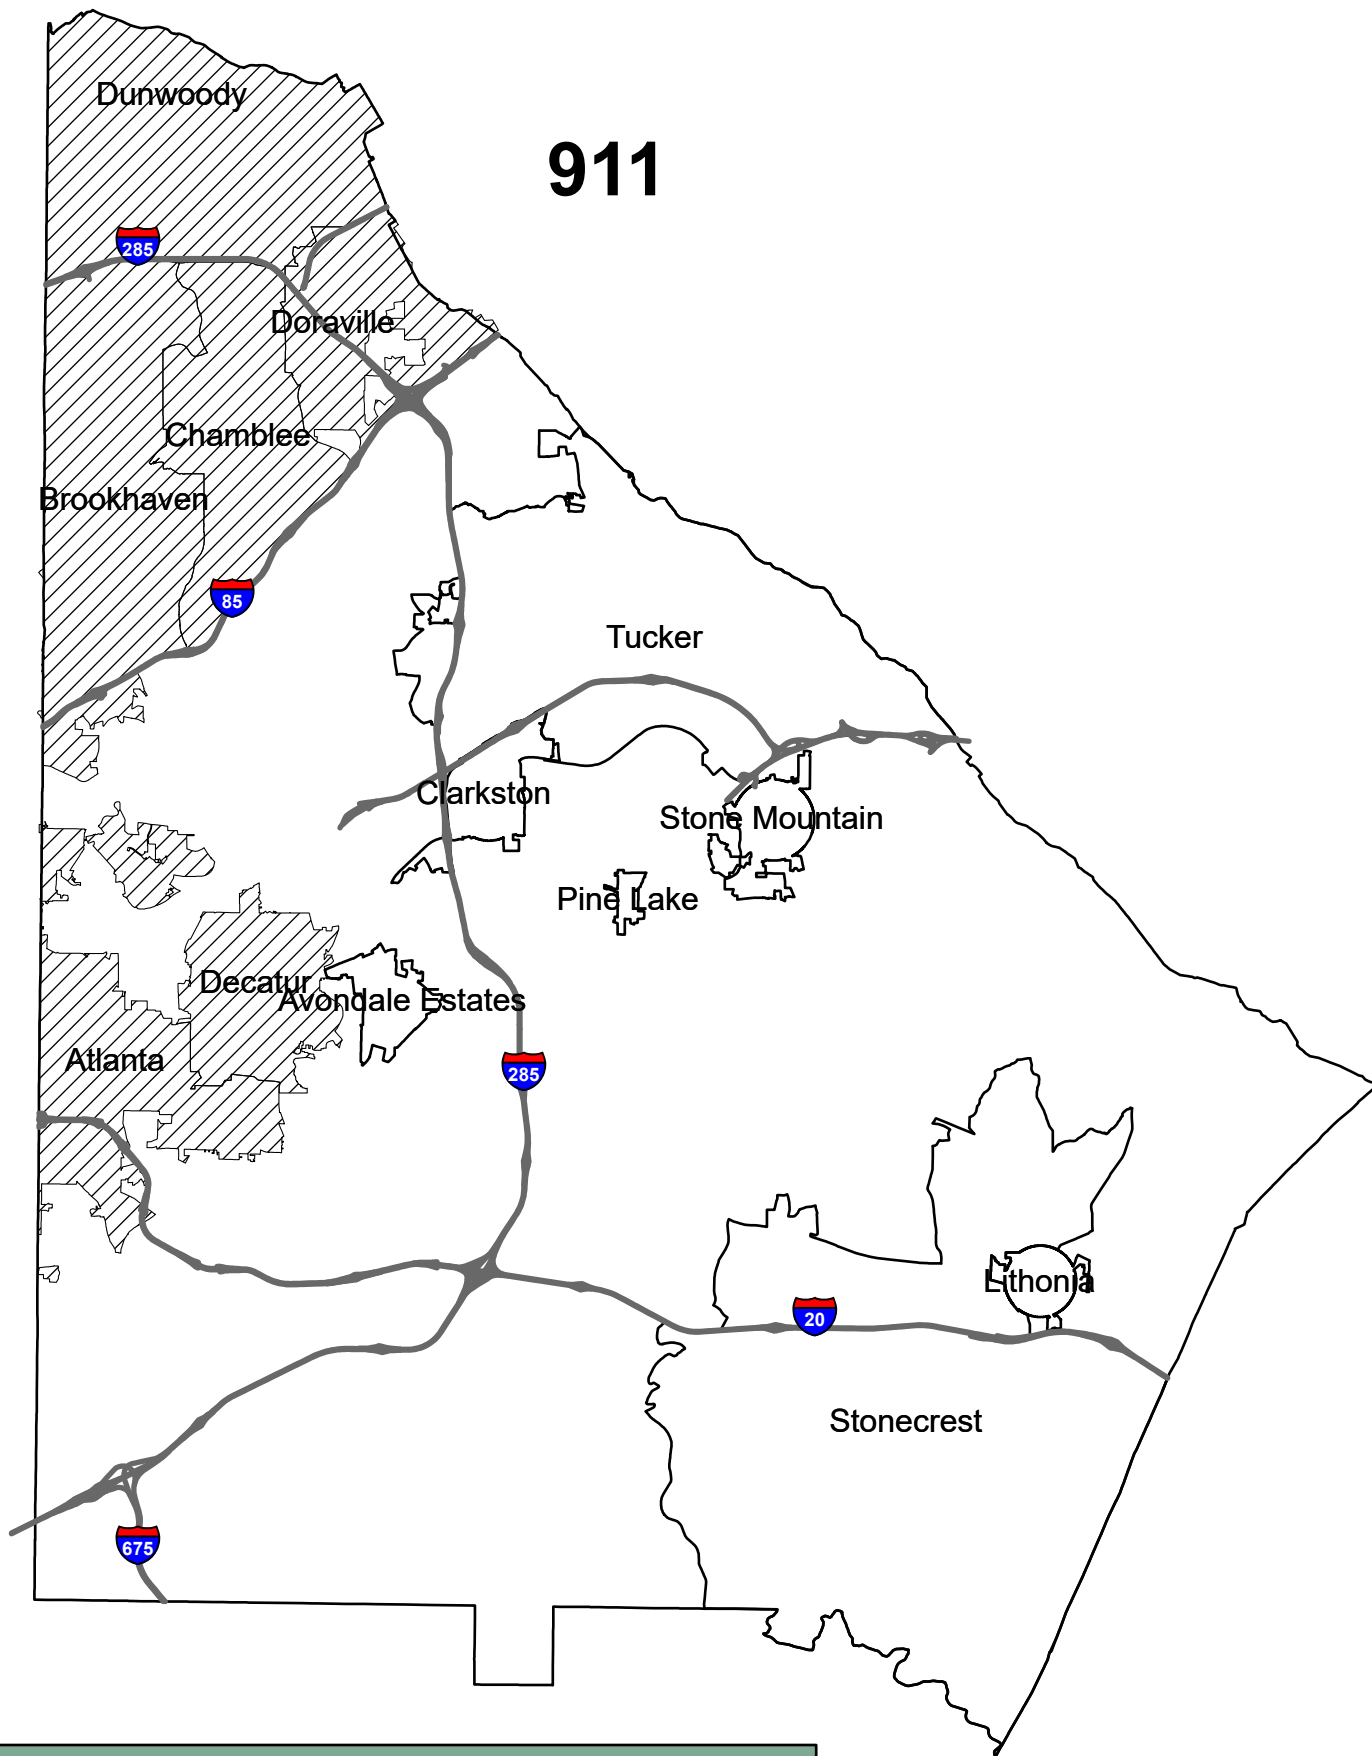 Dunwoody
911
285
Doraville
Chamblee
Brookhaven
85
Tucker
Clarkston
Stone Mountain
Pine Lake
Decatur
Avondale Estates
Atlanta
285
Lithonia
20
Stonecrest
675